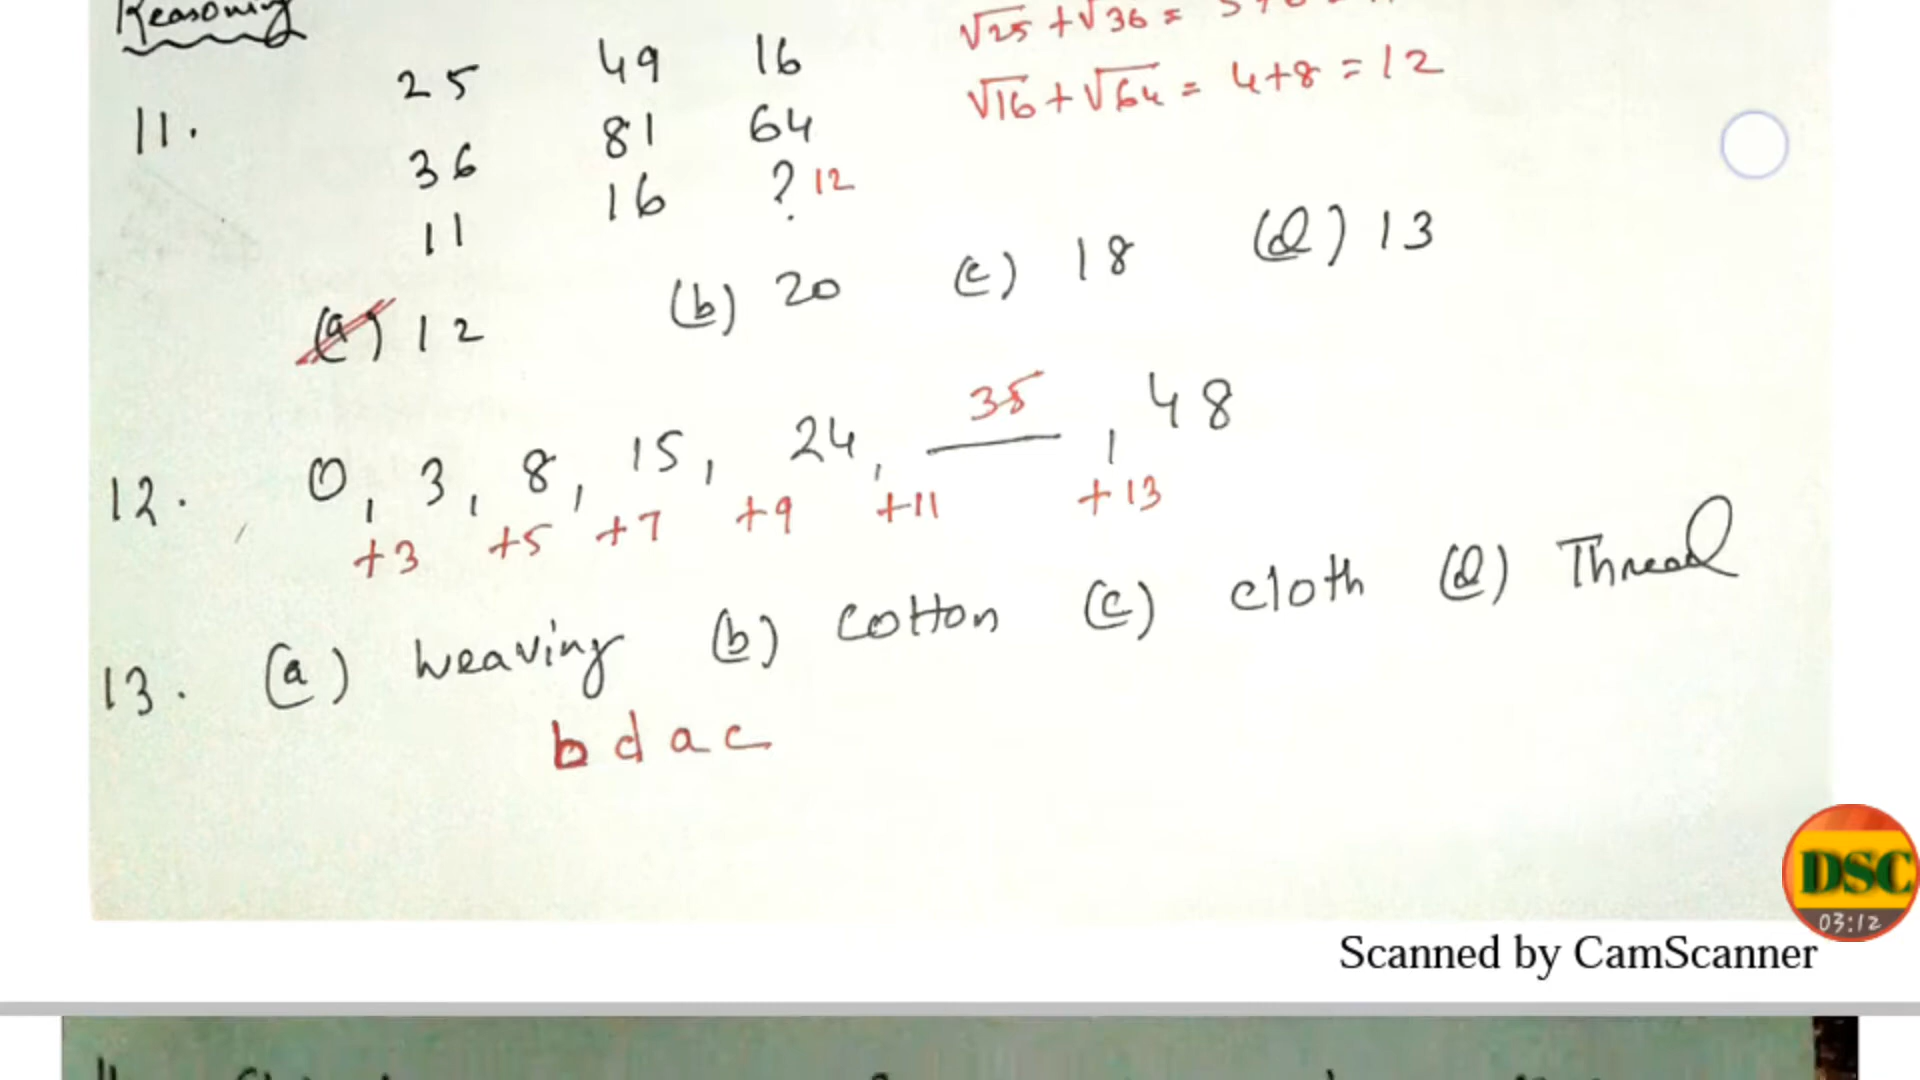 Reasoning
√25 + √36 =
√16 + √64 = 4+8 = 12
11. 25 49 16
36 81 64
11 16 ? 12
(a) 12 (b) 20 (c) 18 (d) 13
12. 0, 3, 8, 15, 24, 35, 48
+3 +5 +7 +9 +11 +13
13. (a) weaving (b) cotton (c) cloth (d) Thread
b d a c
DSC
03:12
Scanned by CamScanner